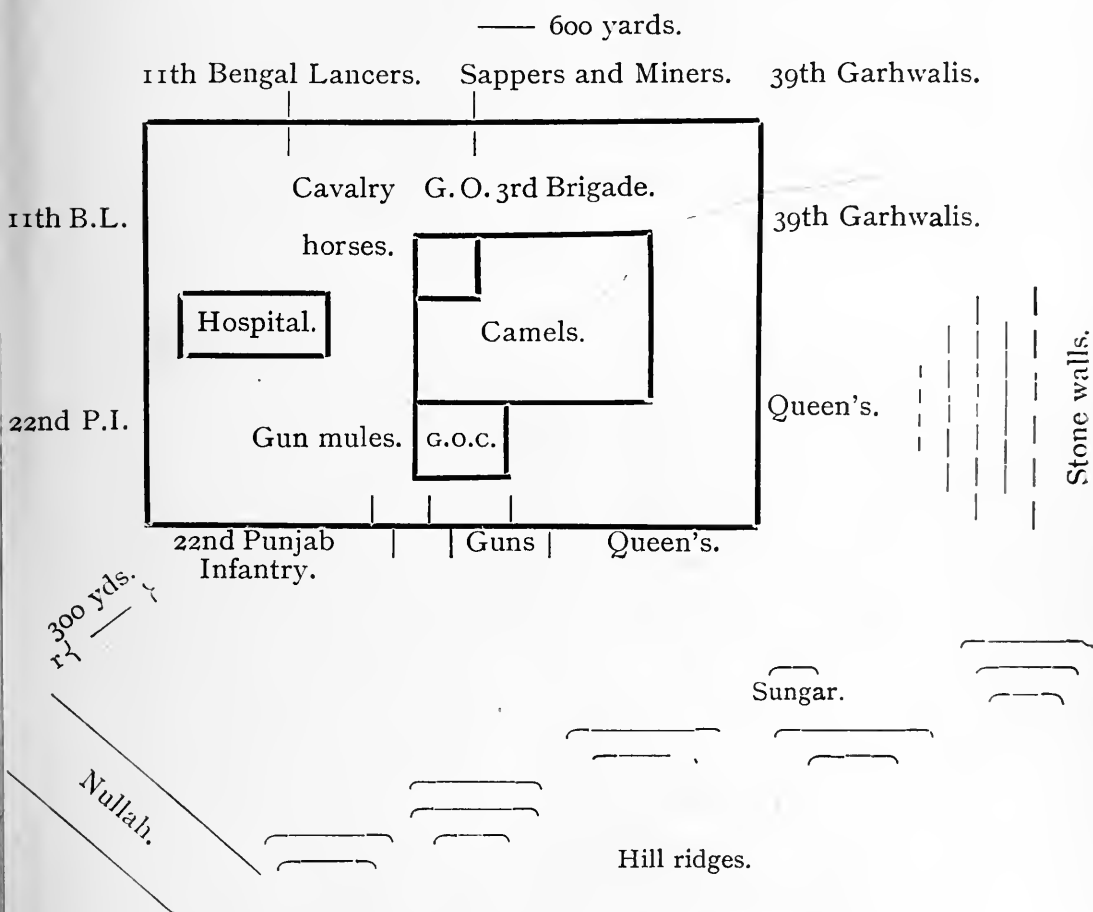 600 yards.
11th Bengal Lancers. Sappers and Miners. 39th Garhwalis.
Cavalry G.O. 3rd Brigade.
11th B.L. 39th Garhwalis.
horses.
Hospital.
Camels.
Stone walls.
Queen's.
22nd P.I.
Gun mules. G.O.C.
22nd Punjab Guns Queen's.
Infantry.
300 yds.
Sungar.
Nullah.
Hill ridges.